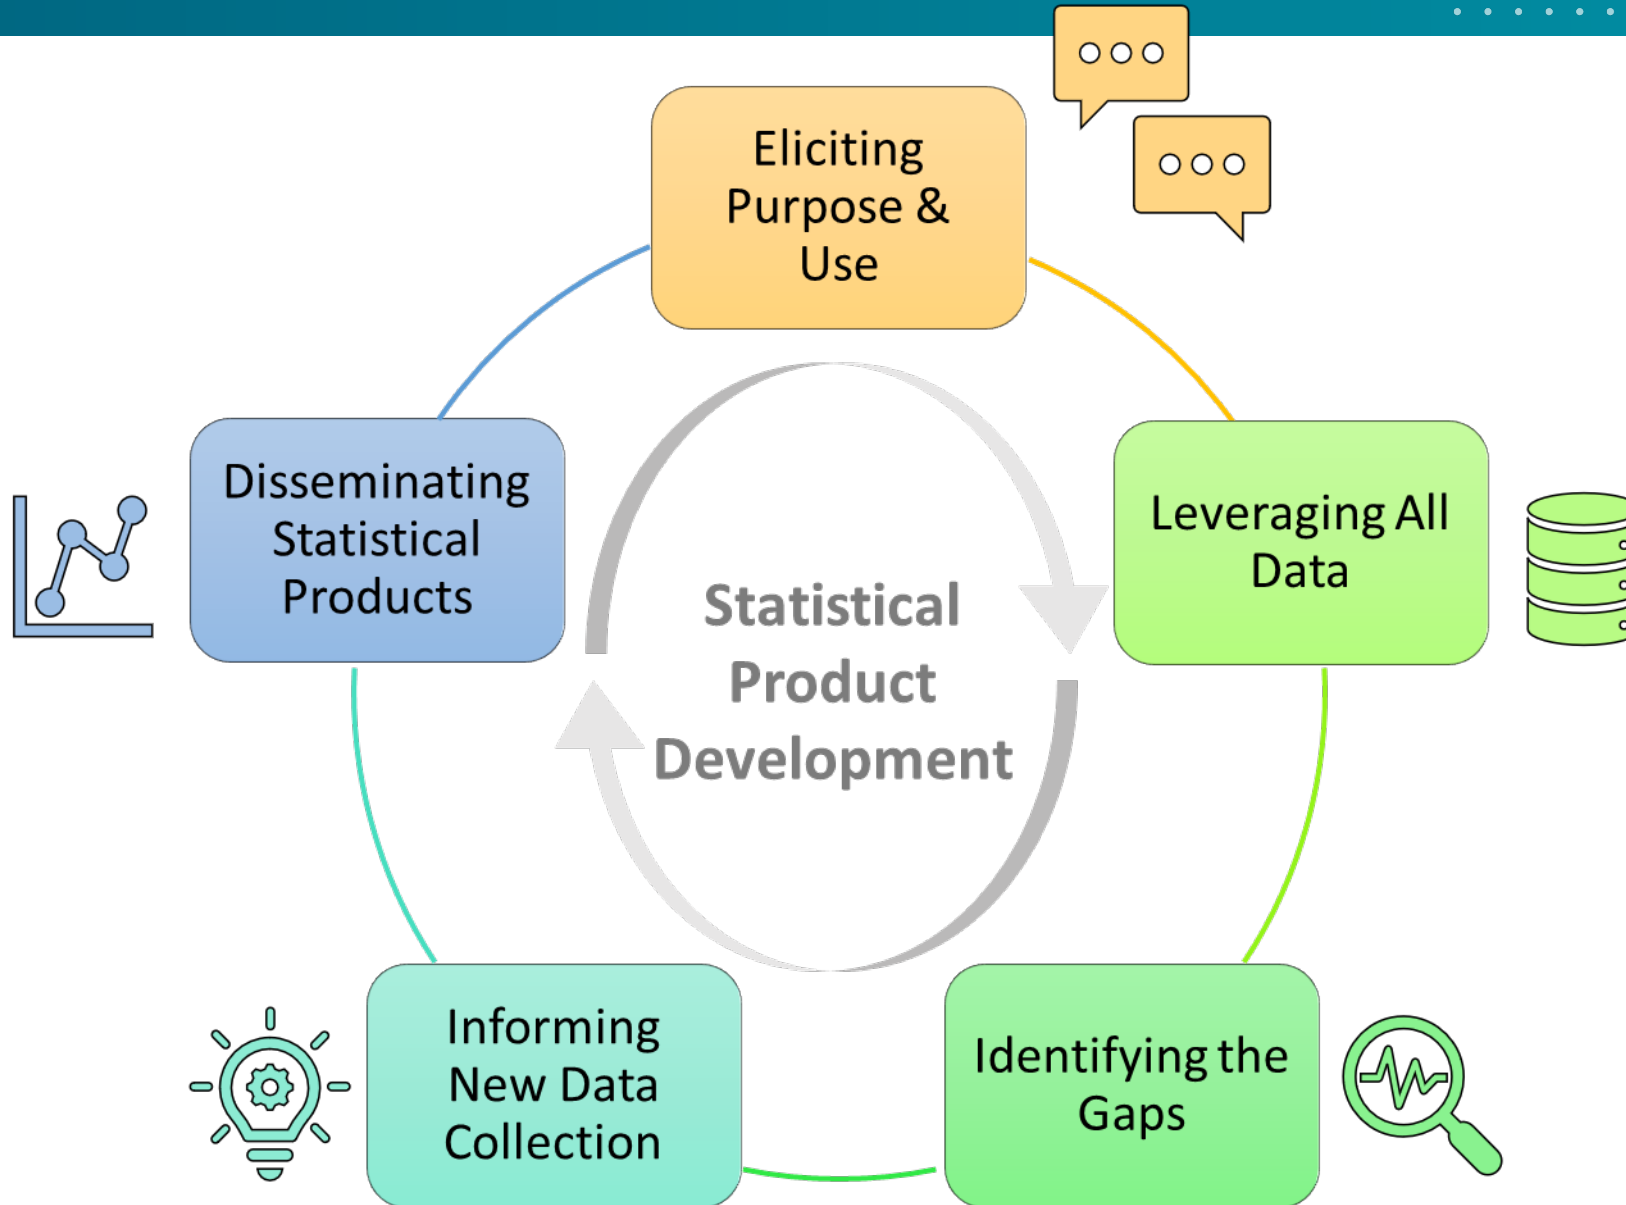 Eliciting
Purpose &
Use
Disseminating
Statistical
Products
Leveraging All
Data
Statistical
Product
Development
Informing
New Data
Collection
Identifying the
Gaps